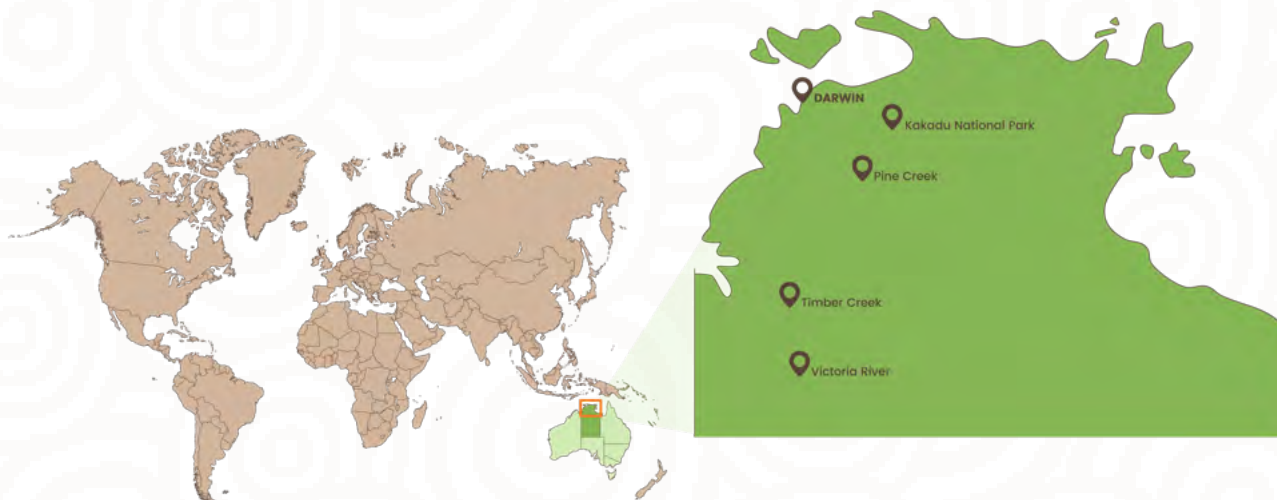 DARWIN
Kakadu National Park
Pine Creek
Timber Creek
Victoria River